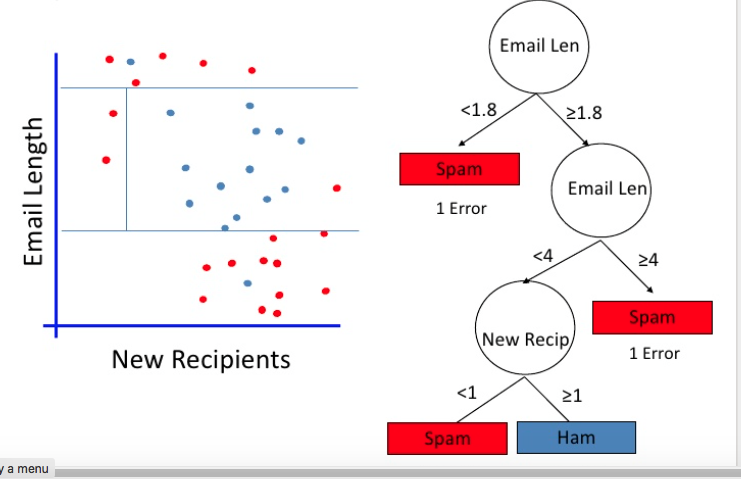 Email Len
<1.8
≥1.8
Spam
1 Error
Email Len
<4
≥4
Spam
1 Error
New Recip
<1
≥1
Spam
Ham
Email Length
New Recipients
y a menu